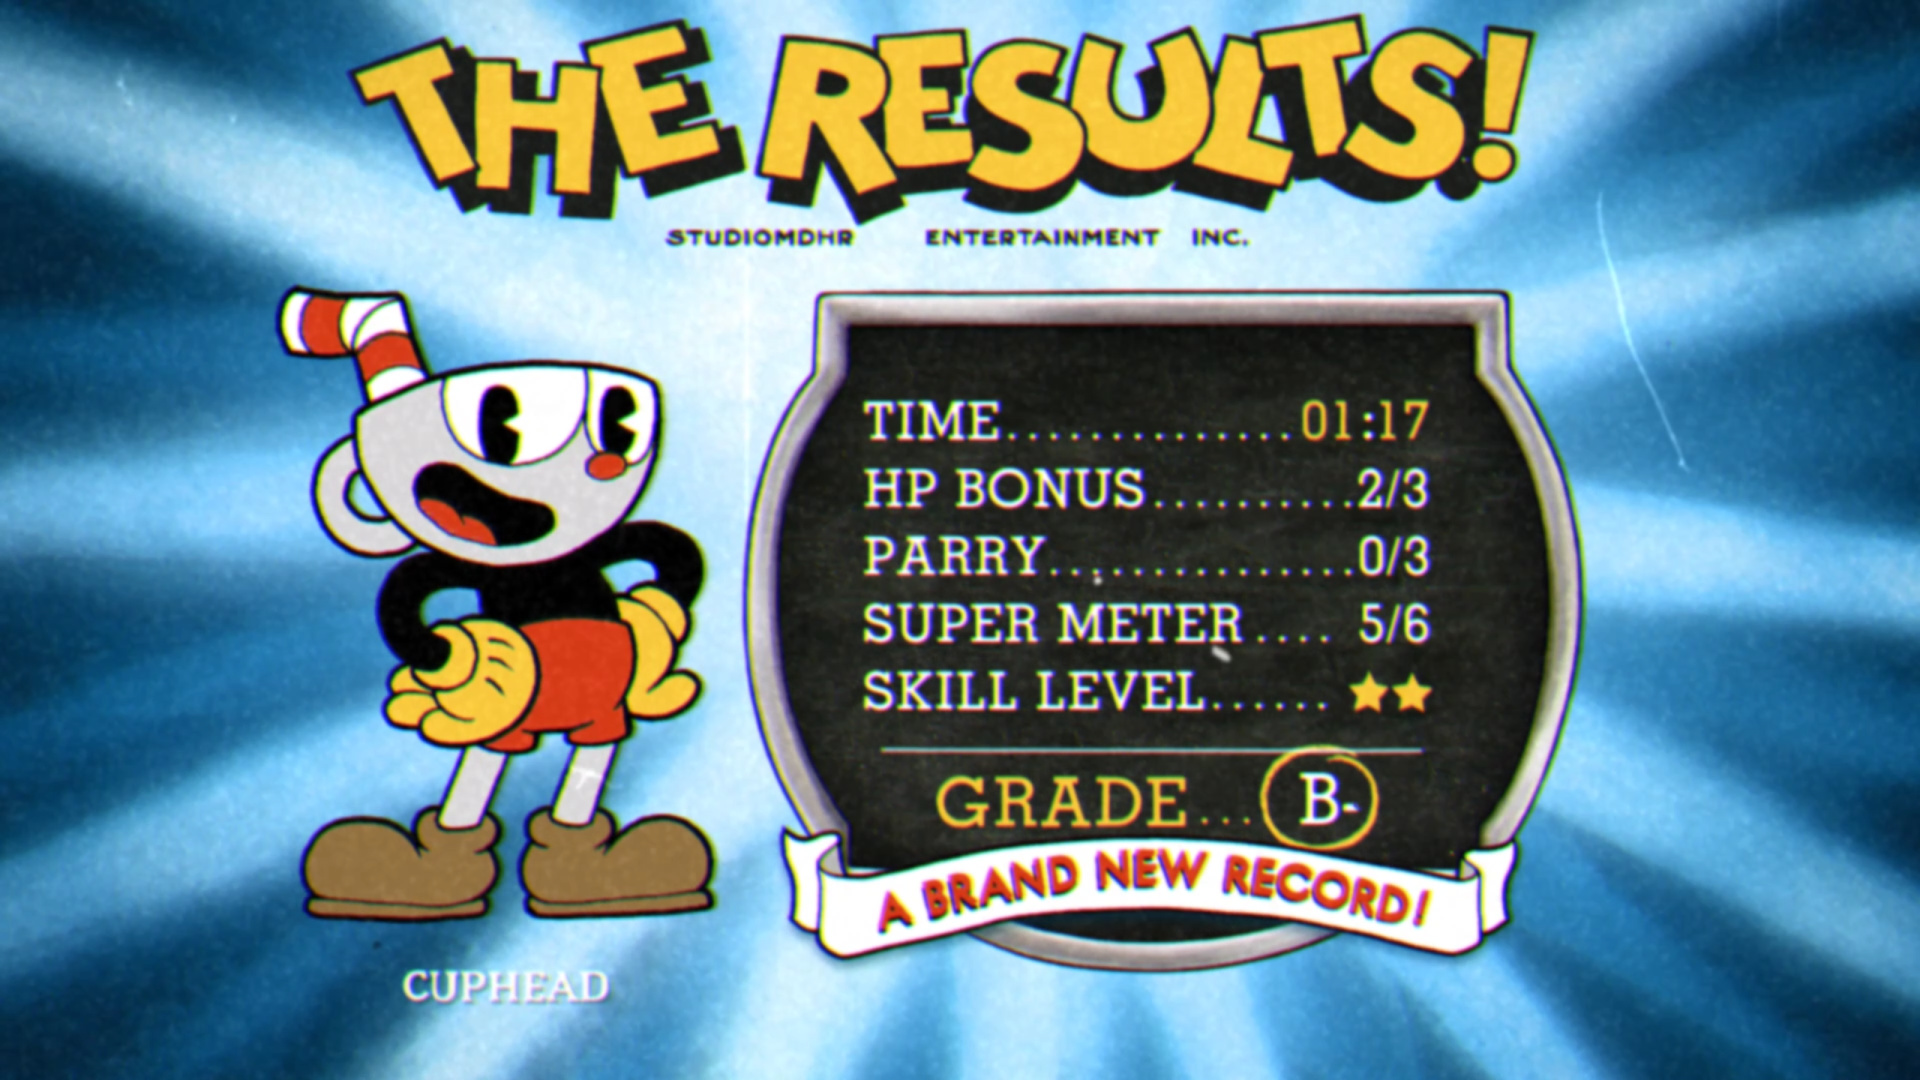 THE RESULTS!
STUDIOMDHR ENTERTAINMENT INC.
TIME..............01:17
HP BONUS..........2/3
PARRY...............0/3
SUPER METER.... 5/6
SKILL LEVEL...... ★★
GRADE... B-
A BRAND NEW RECORD!
CUPHEAD